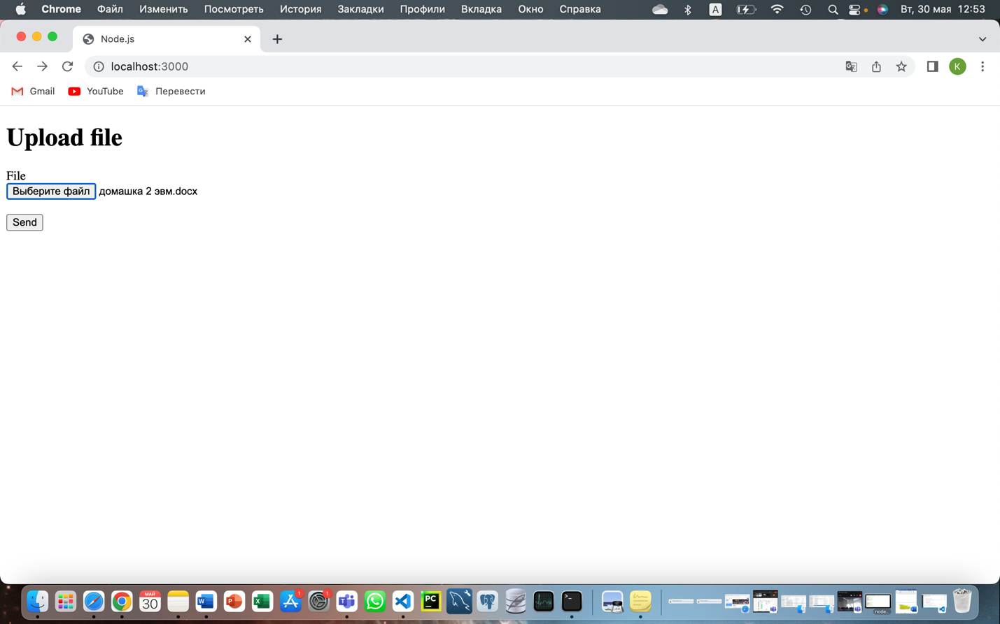 Chrome Файл Изменить Посмотреть История Закладки Профили Вкладка Окно Справка A Вт, 30 мая 12:53
Node.js
localhost:3000
K
Gmail YouTube Перевести
Upload file
File
Выберите файл домашка 2 эвм.docx
Send
МАЙ
30
W P X 1 1 PC >_
node...